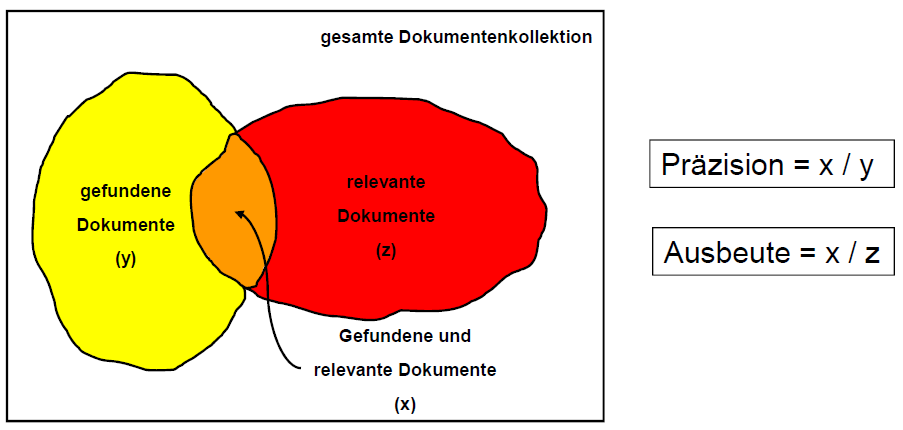 gesamte Dokumentenkollektion
gefundene
Dokumente
(y)
relevante
Dokumente
(z)
Gefundene und
relevante Dokumente
(x)
Präzision = x / y
Ausbeute = x / z